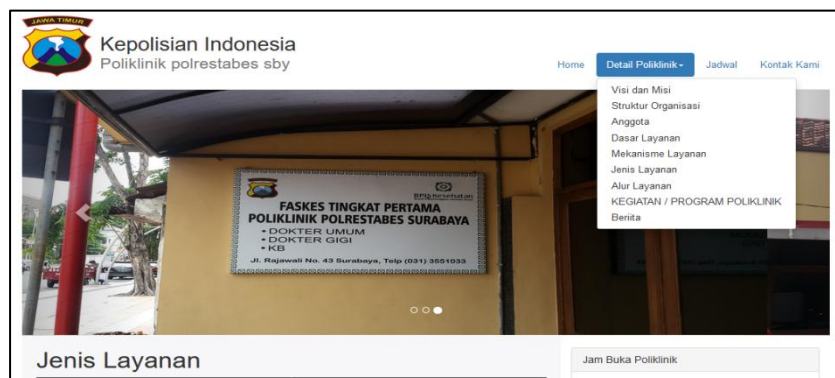 JAWA TIMUR
Kepolisian Indonesia
Poliklinik polrestabes sby
Home
Detail Poliklinik
Jadwal
Kontak Kami
Visi dan Misi
Struktur Organisasi
Anggota
Dasar Layanan
Mekanisme Layanan
Jenis Layanan
Alur Layanan
KEGIATAN / PROGRAM POLIKLINIK
Beriita
BPJS Kesehatan
FASKES TINGKAT PERTAMA
POLIKLINIK POLRESTABES SURABAYA
• DOKTER UMUM
• DOKTER GIGI
• KB
Jl. Rajawali No. 43 Surabaya, Telp (031) 3551033
Jenis Layanan
Jam Buka Poliklinik